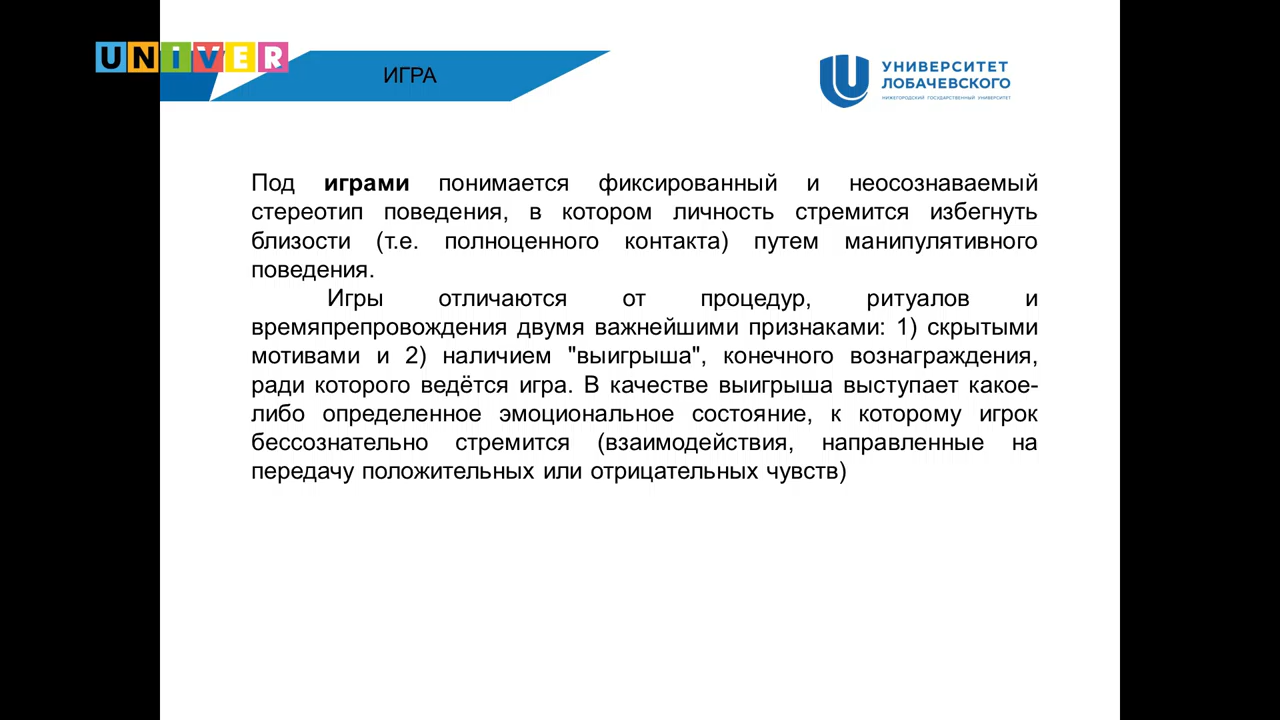 UNIVER
ИГРА
УНИВЕРСИТЕТ
ЛОБАЧЕВСКОГО
НИЖЕГОРОДСКИЙ ГОСУДАРСТВЕННЫЙ УНИВЕРСИТЕТ
Под играми понимается фиксированный и неосознаваемый
стереотип поведения, в котором личность стремится избегнуть
близости (т.е. полноценного контакта) путем манипулятивного
поведения.
Игры отличаются от процедур, ритуалов и
времяпрепровождения двумя важнейшими признаками: 1) скрытыми
мотивами и 2) наличием "выигрыша", конечного вознаграждения,
ради которого ведётся игра. В качестве выигрыша выступает какое-
либо определенное эмоциональное состояние, к которому игрок
бессознательно стремится (взаимодействия, направленные на
передачу положительных или отрицательных чувств)